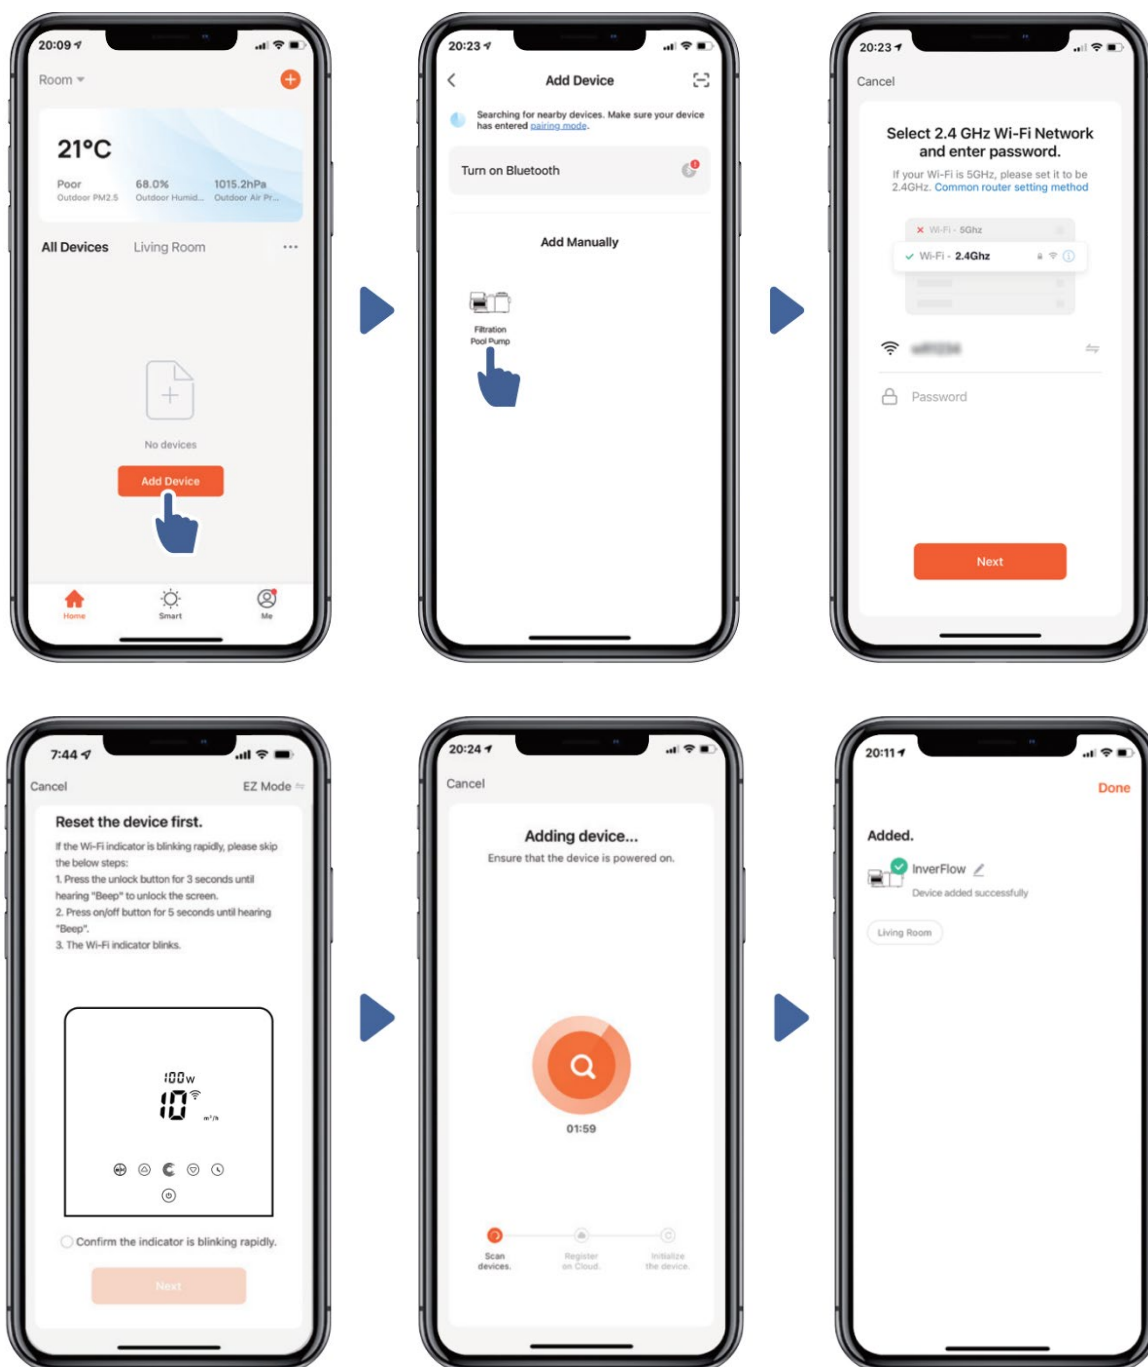 20:09
Room
21°C
Poor
Outdoor PM2.5
68.0%
Outdoor Humid...
1015.2hPa
Outdoor Air Pr...
All Devices Living Room ...
No devices
Add Device
Home
Smart
Me
20:23
Add Device
Searching for nearby devices. Make sure your device
has entered pairing mode.
Turn on Bluetooth
Add Manually
Filtration
Pool Pump
20:23
Cancel
Select 2.4 GHz Wi-Fi Network
and enter password.
If your Wi-Fi is 5GHz, please set it to be
2.4GHz. Common router setting method
Wi-Fi - 5Ghz
Wi-Fi - 2.4Ghz
Password
Next
7:44
Cancel EZ Mode
Reset the device first.
If the Wi-Fi indicator is blinking rapidly, please skip
the below steps:
1. Press the unlock button for 3 seconds until
hearing "Beep" to unlock the screen.
2. Press on/off button for 5 seconds until hearing
"Beep".
3. The Wi-Fi indicator blinks.
100w
10
m³/h
Confirm the indicator is blinking rapidly.
Next
20:24
Cancel
Adding device...
Ensure that the device is powered on.
01:59
Scan
devices.
Register
on Cloud.
Initialize
the device.
20:11
Done
Added.
InverFlow
Device added successfully
Living Room